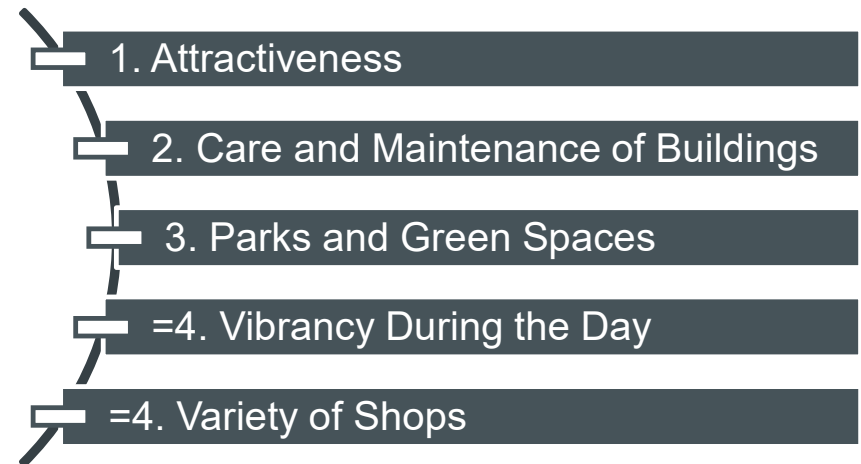 1. Attractiveness
2. Care and Maintenance of Buildings
3. Parks and Green Spaces
=4. Vibrancy During the Day
=4. Variety of Shops